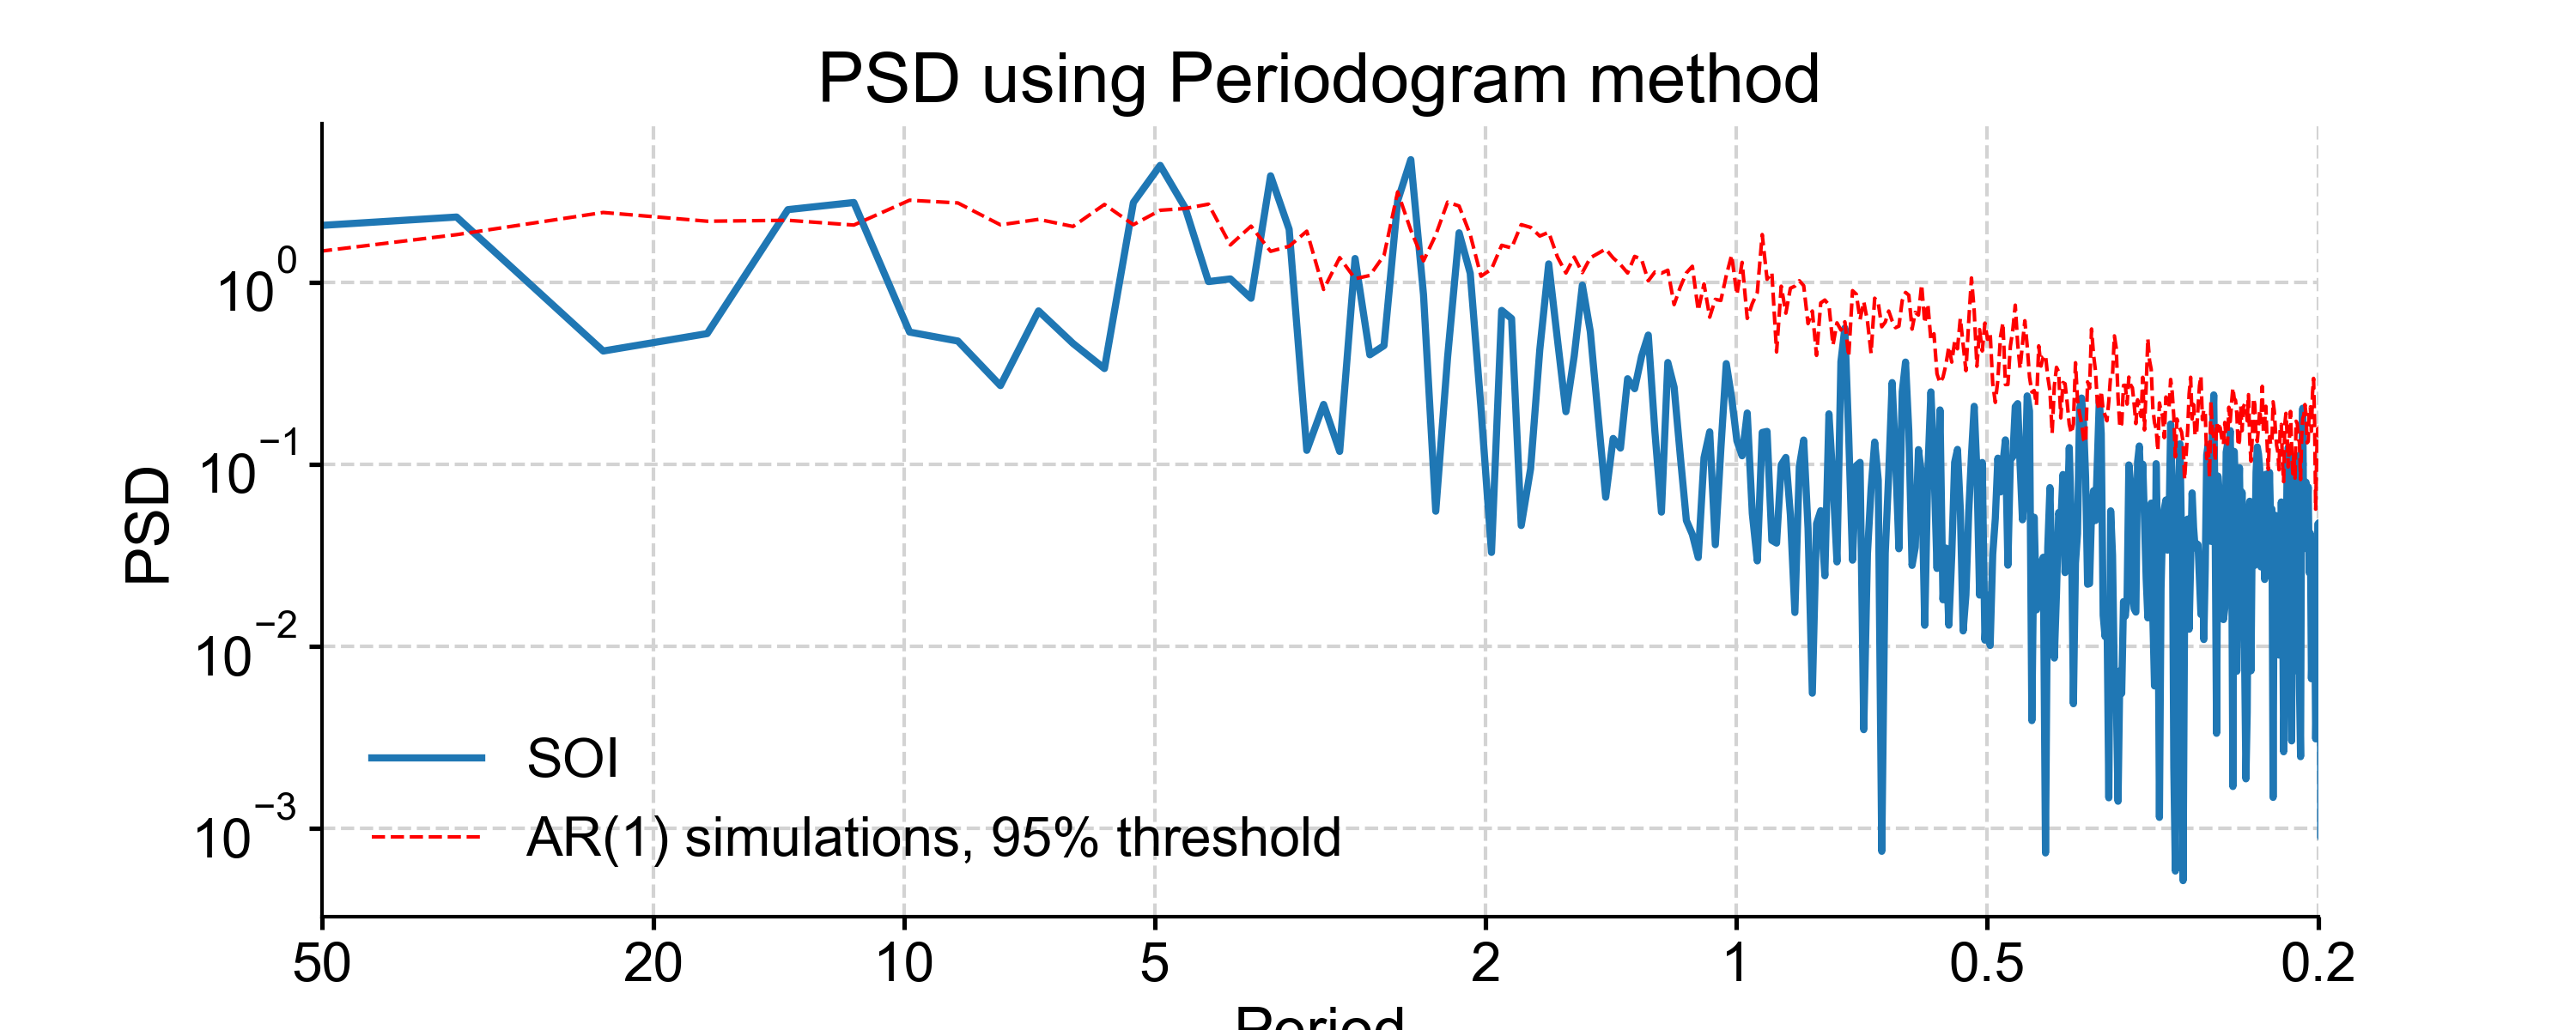 PSD using Periodogram method
PSD
10^0
10^−1
10^−2
10^−3
SOI
AR(1) simulations, 95% threshold
50 20 10 5 2 1 0.5 0.2
Period